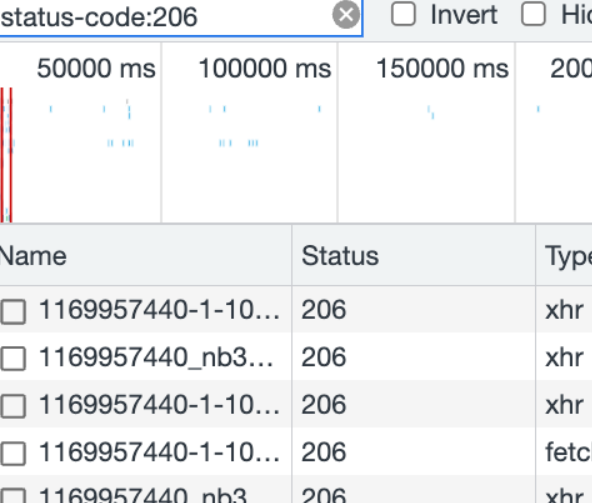 status-code:206 Invert Hi
50000 ms 100000 ms 150000 ms 200
Name Status Type
1169957440-1-10... 206 xhr
1169957440_nb3... 206 xhr
1169957440-1-10... 206 xhr
1169957440-1-10... 206 fetc
1169957440_nb3 206 xhr